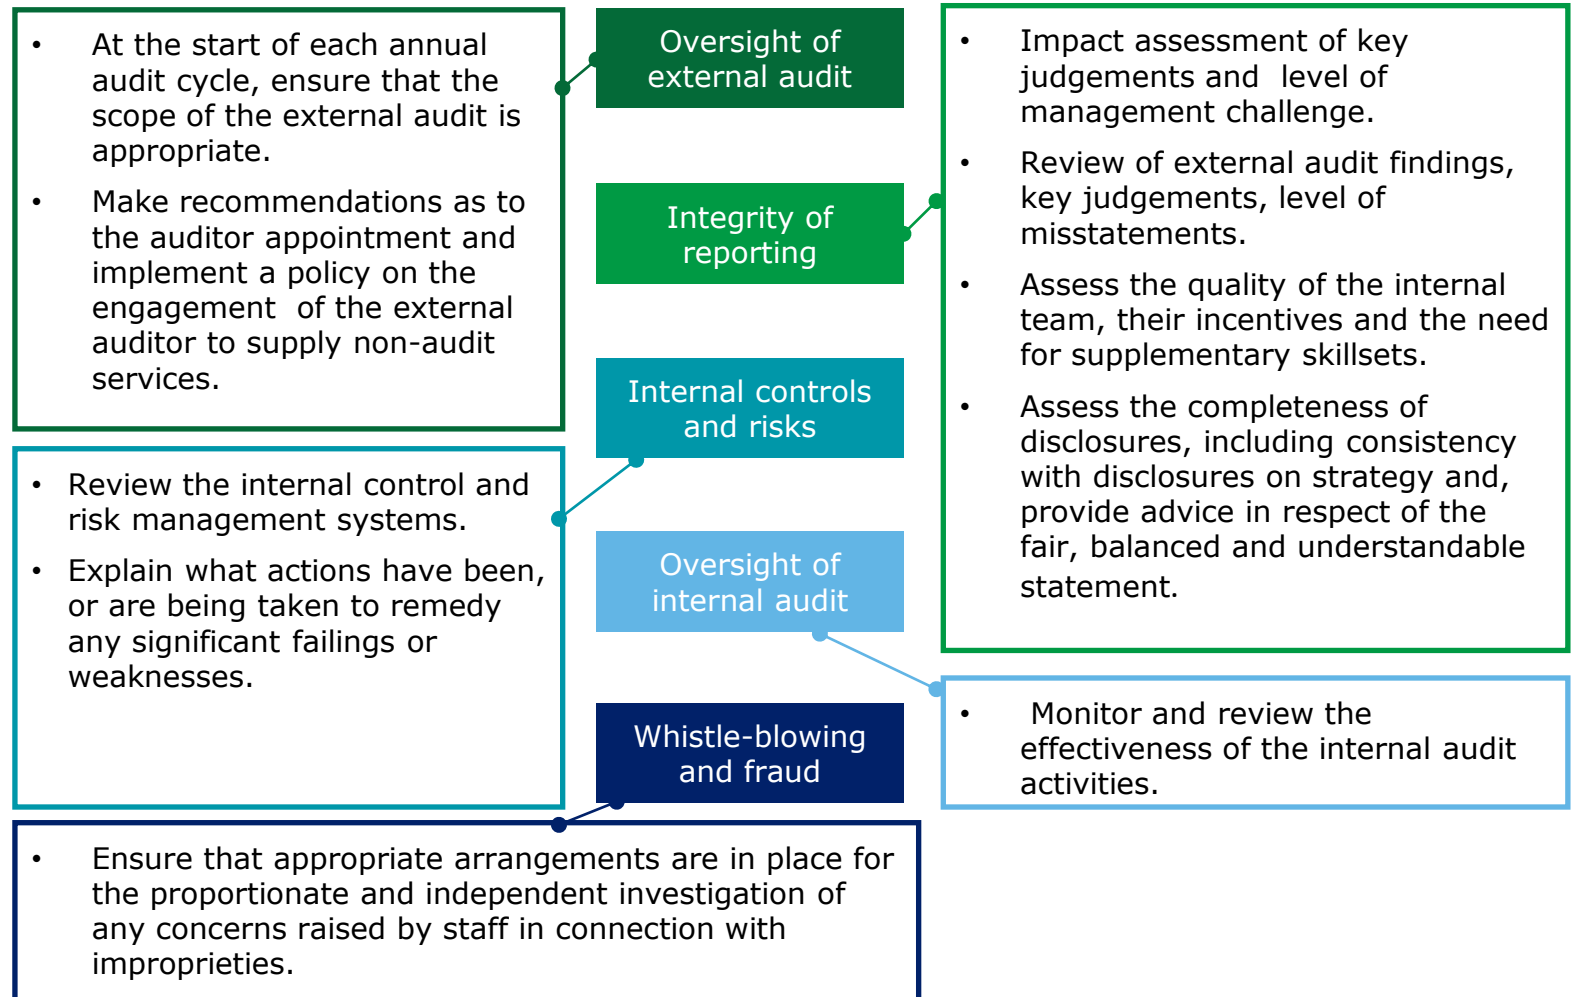 Oversight of
external audit
• At the start of each annual
audit cycle, ensure that the
scope of the external audit is
appropriate.
• Make recommendations as to
the auditor appointment and
implement a policy on the
engagement of the external
auditor to supply non-audit
services.
Integrity of
reporting
• Impact assessment of key
judgements and level of
management challenge.
• Review of external audit findings,
key judgements, level of
misstatements.
• Assess the quality of the internal
team, their incentives and the need
for supplementary skillsets.
• Assess the completeness of
disclosures, including consistency
with disclosures on strategy and,
provide advice in respect of the
fair, balanced and understandable
statement.
Internal controls
and risks
• Review the internal control and
risk management systems.
• Explain what actions have been,
or are being taken to remedy
any significant failings or
weaknesses.
Oversight of
internal audit
• Monitor and review the
effectiveness of the internal audit
activities.
Whistle-blowing
and fraud
• Ensure that appropriate arrangements are in place for
the proportionate and independent investigation of
any concerns raised by staff in connection with
improprieties.